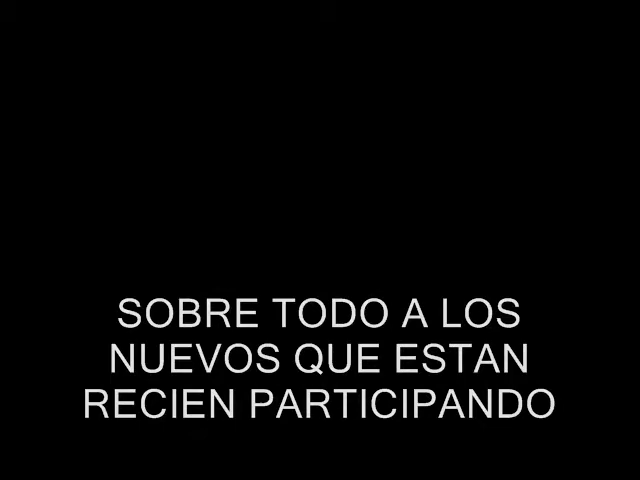 SOBRE TODO A LOS
NUEVOS QUE ESTAN
RECIEN PARTICIPANDO